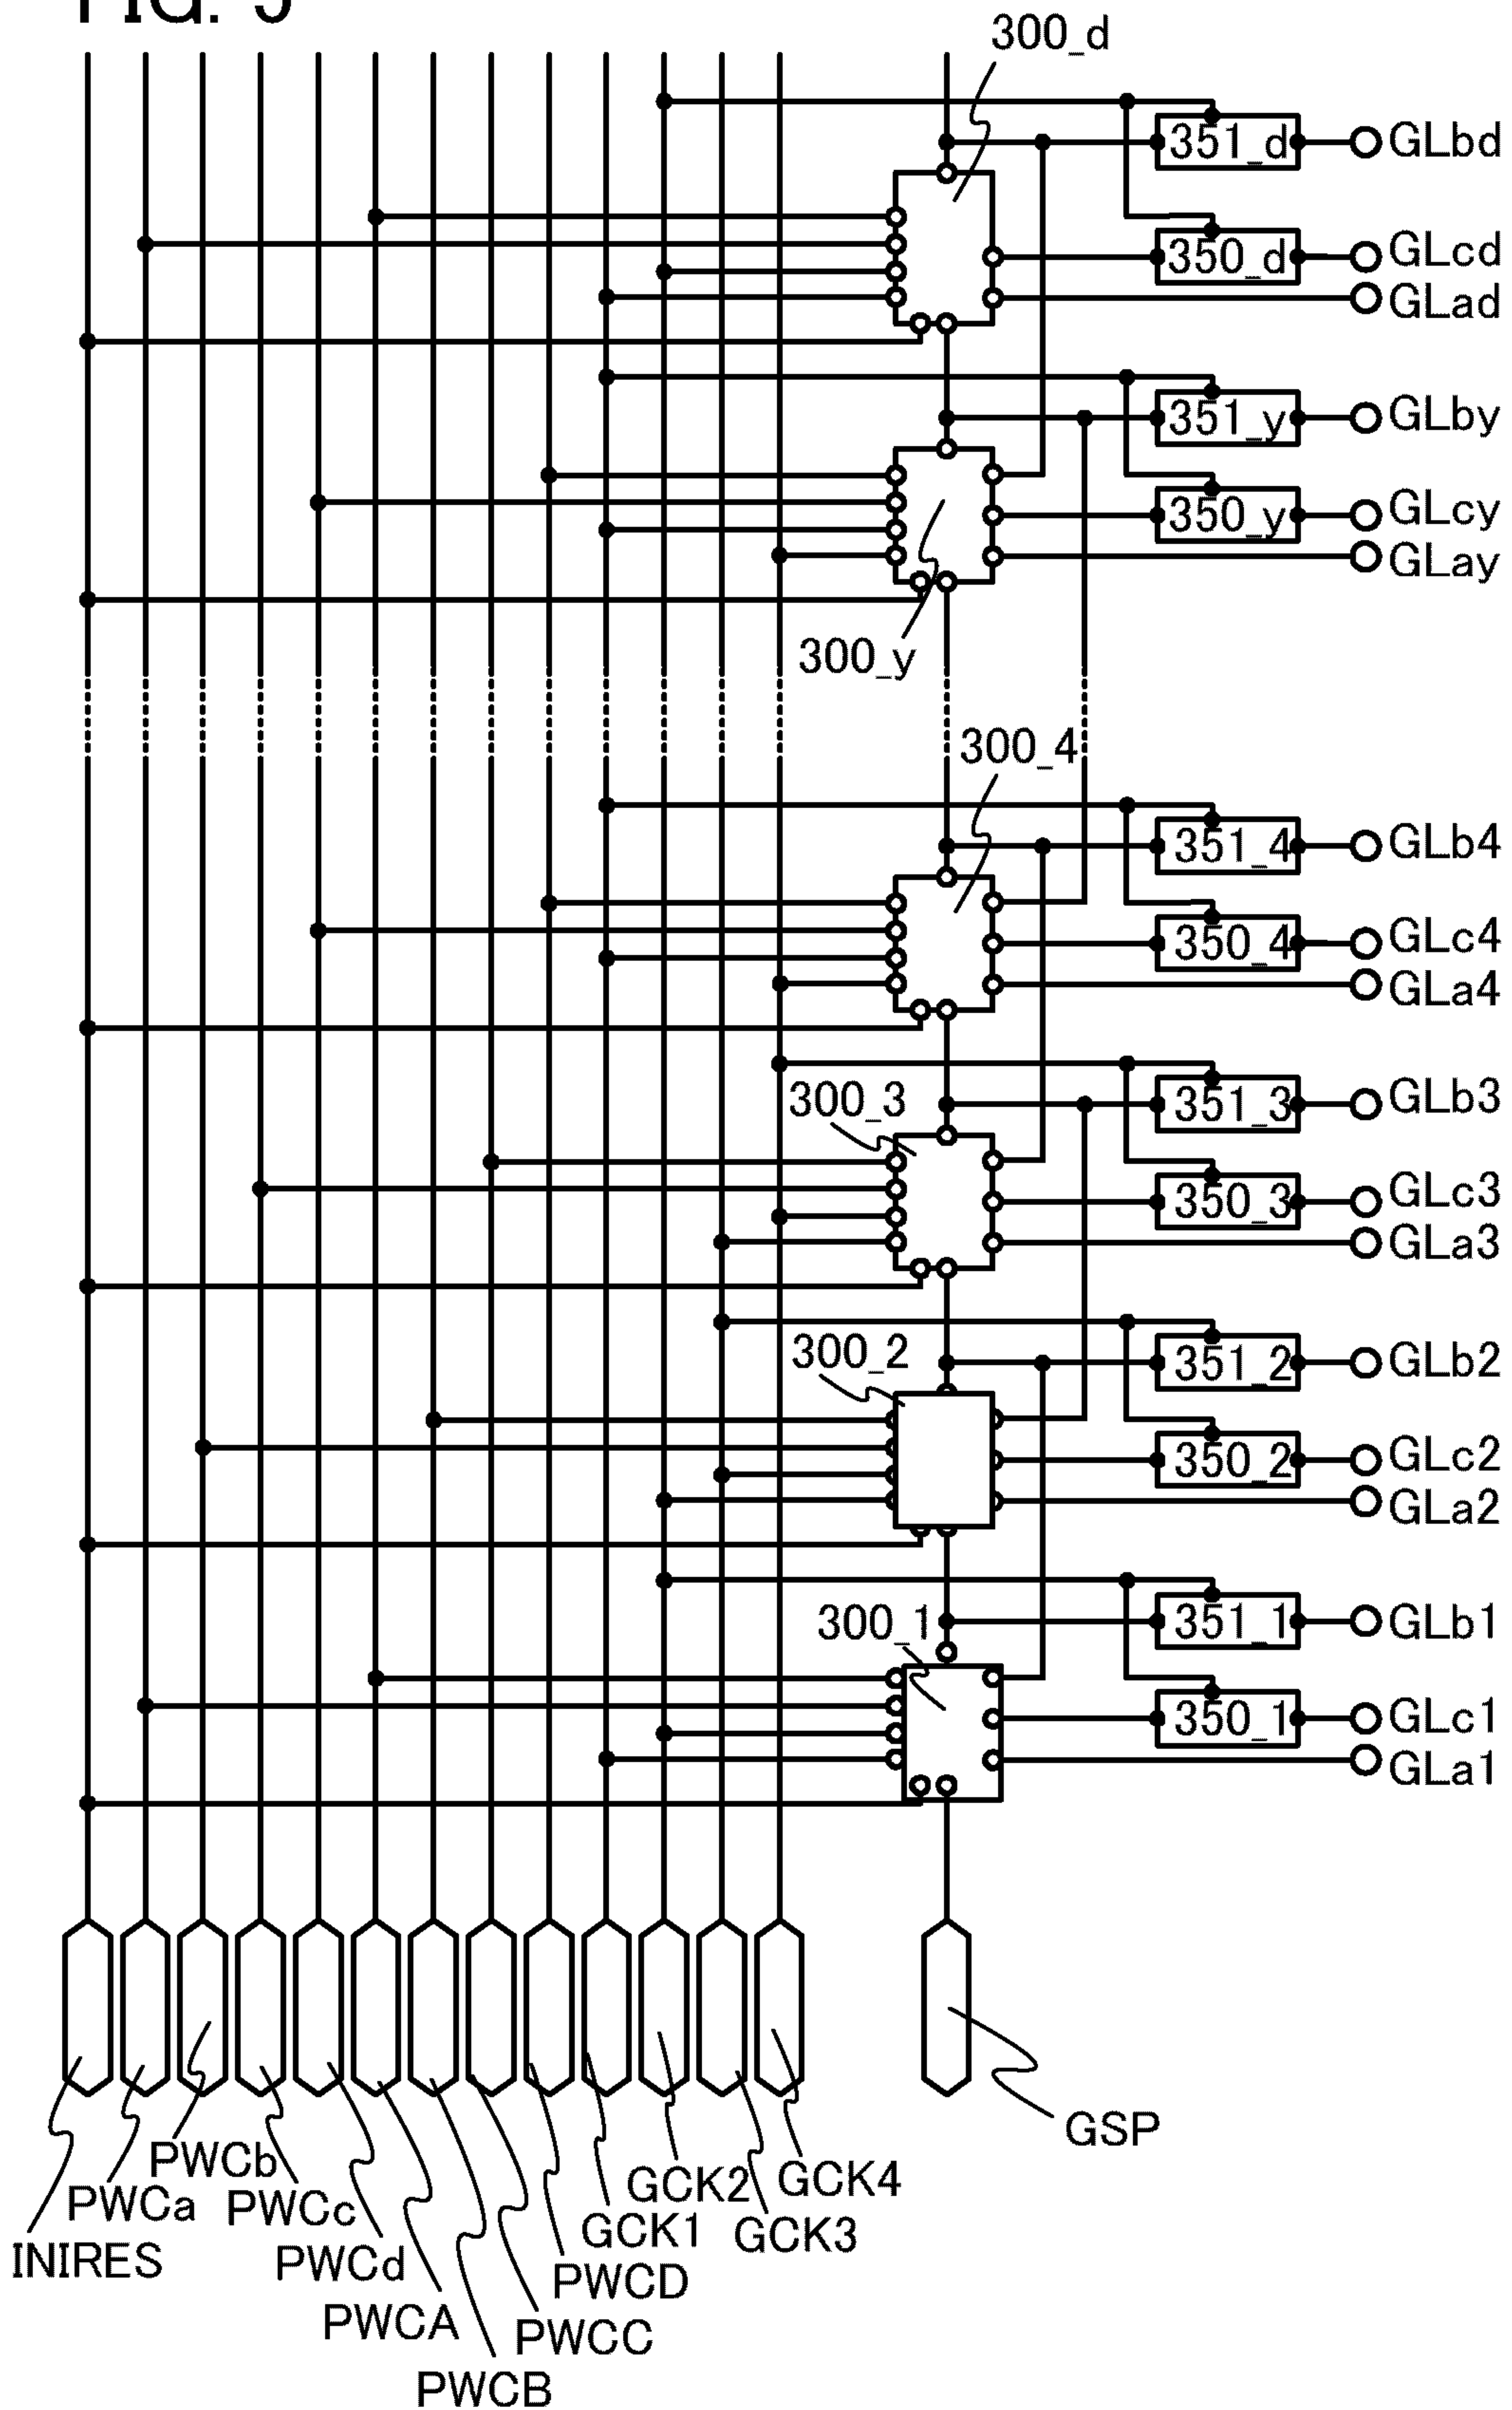 FIG. 5
300_d
351_d GLbd
350_d GLcd
GLad
351_y GLby
350_y GLcy
GLay
300_y
300_4
351_4 GLb4
350_4 GLc4
GLa4
300_3
351_3 GLb3
350_3 GLc3
GLa3
300_2
351_2 GLb2
350_2 GLc2
GLa2
300_1
351_1 GLb1
350_1 GLc1
GLa1
GSP
PWCb
GCK2 GCK4
PWCa PWCc
GCK1 GCK3
INIRES PWCd
PWCD
PWCA
PWCC
PWCB